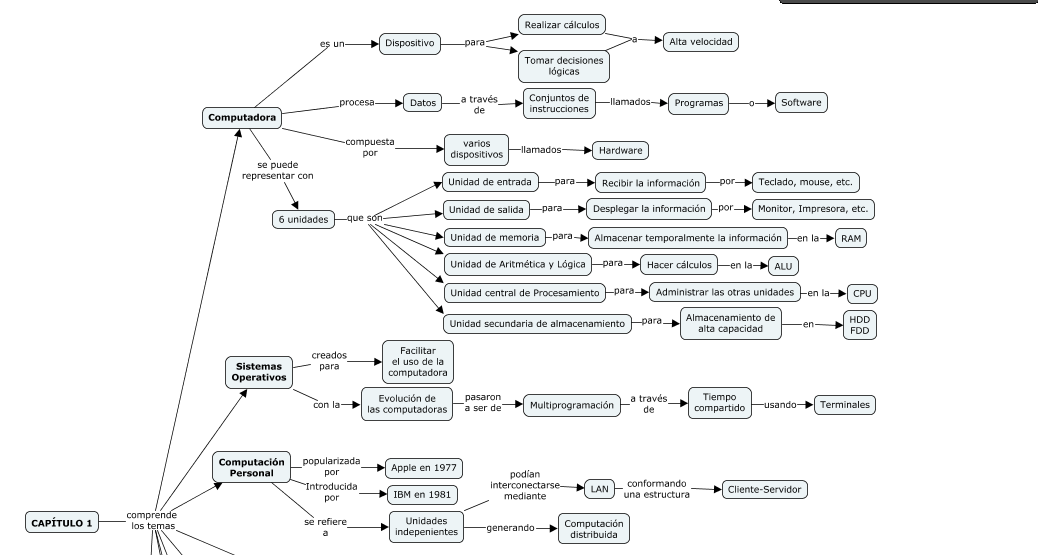 es un
Dispositivo
para
Realizar cálculos
Tomar decisiones
lógicas
a
Alta velocidad
Computadora
procesa
Datos
a través
de
Conjuntos de
instrucciones
llamados
Programas
o
Software
compuesta
por
varios
dispositivos
llamados
Hardware
se puede
representar con
6 unidades
que son
Unidad de entrada
para
Recibir la información
por
Teclado, mouse, etc.
Unidad de salida
para
Desplegar la información
por
Monitor, Impresora, etc.
Unidad de memoria
para
Almacenar temporalmente la información
en la
RAM
Unidad de Aritmética y Lógica
para
Hacer cálculos
en la
ALU
Unidad central de Procesamiento
para
Administrar las otras unidades
en la
CPU
Unidad secundaria de almacenamiento
para
Almacenamiento de
alta capacidad
en
HDD
FDD
Sistemas
Operativos
creados
para
Facilitar
el uso de la
computadora
con la
Evolución de
las computadoras
pasaron
a ser de
Multiprogramación
a través
de
Tiempo
compartido
usando
Terminales
Computación
Personal
popularizada
por
Apple en 1977
Introducida
por
IBM en 1981
se refiere
a
Unidades
indepenientes
podían
interconectarse
mediante
LAN
conformando
una estructura
Cliente-Servidor
generando
Computación
distribuida
CAPÍTULO 1
comprende
los temas